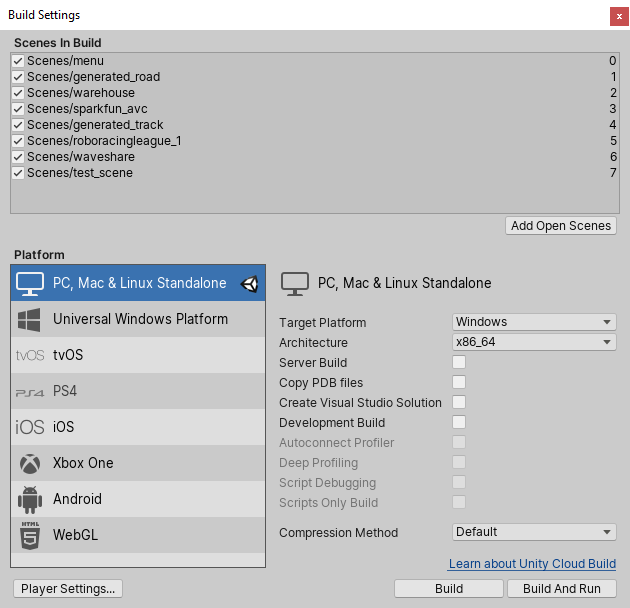 Build Settings
x
Scenes In Build
Scenes/menu 0
Scenes/generated_road 1
Scenes/warehouse 2
Scenes/sparkfun_avc 3
Scenes/generated_track 4
Scenes/roboracingleague_1 5
Scenes/waveshare 6
Scenes/test_scene 7
Add Open Scenes
Platform
PC, Mac & Linux Standalone
Universal Windows Platform
tvOS tvOS
PS4 PS4
iOS iOS
Xbox One
Android
HTML 5 WebGL
PC, Mac & Linux Standalone
Target Platform Windows
Architecture x86_64
Server Build
Copy PDB files
Create Visual Studio Solution
Development Build
Autoconnect Profiler
Deep Profiling
Script Debugging
Scripts Only Build
Compression Method Default
Learn about Unity Cloud Build
Player Settings... Build Build And Run